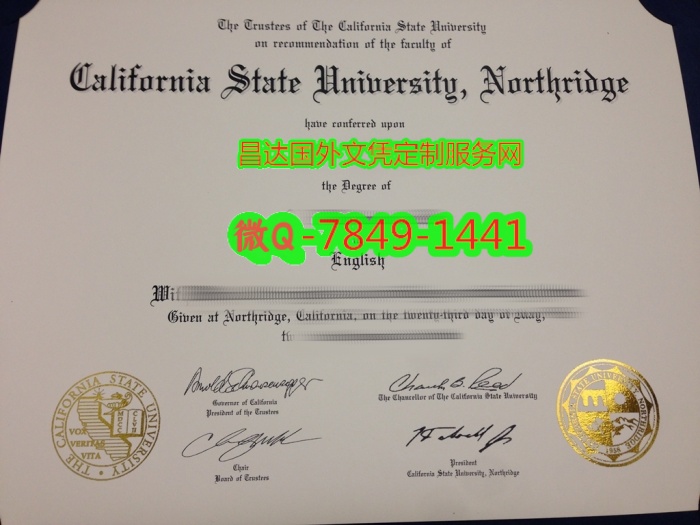 The Trustees of The California State University
on recommendation of the faculty of
California State University, Northridge
have conferred upon
昌达国外文凭定制服务网
the Degree of
微Q-7849-1441
English
Given at Northridge, California, on the twenty-third day of May,
Governor of California
President of the Trustees
The Chancellor of The California State University
Chair
Board of Trustees
President
California State University, Northridge
THE CALIFORNIA STATE UNIVERSITY
VOX
VERITAS
VITA
1958